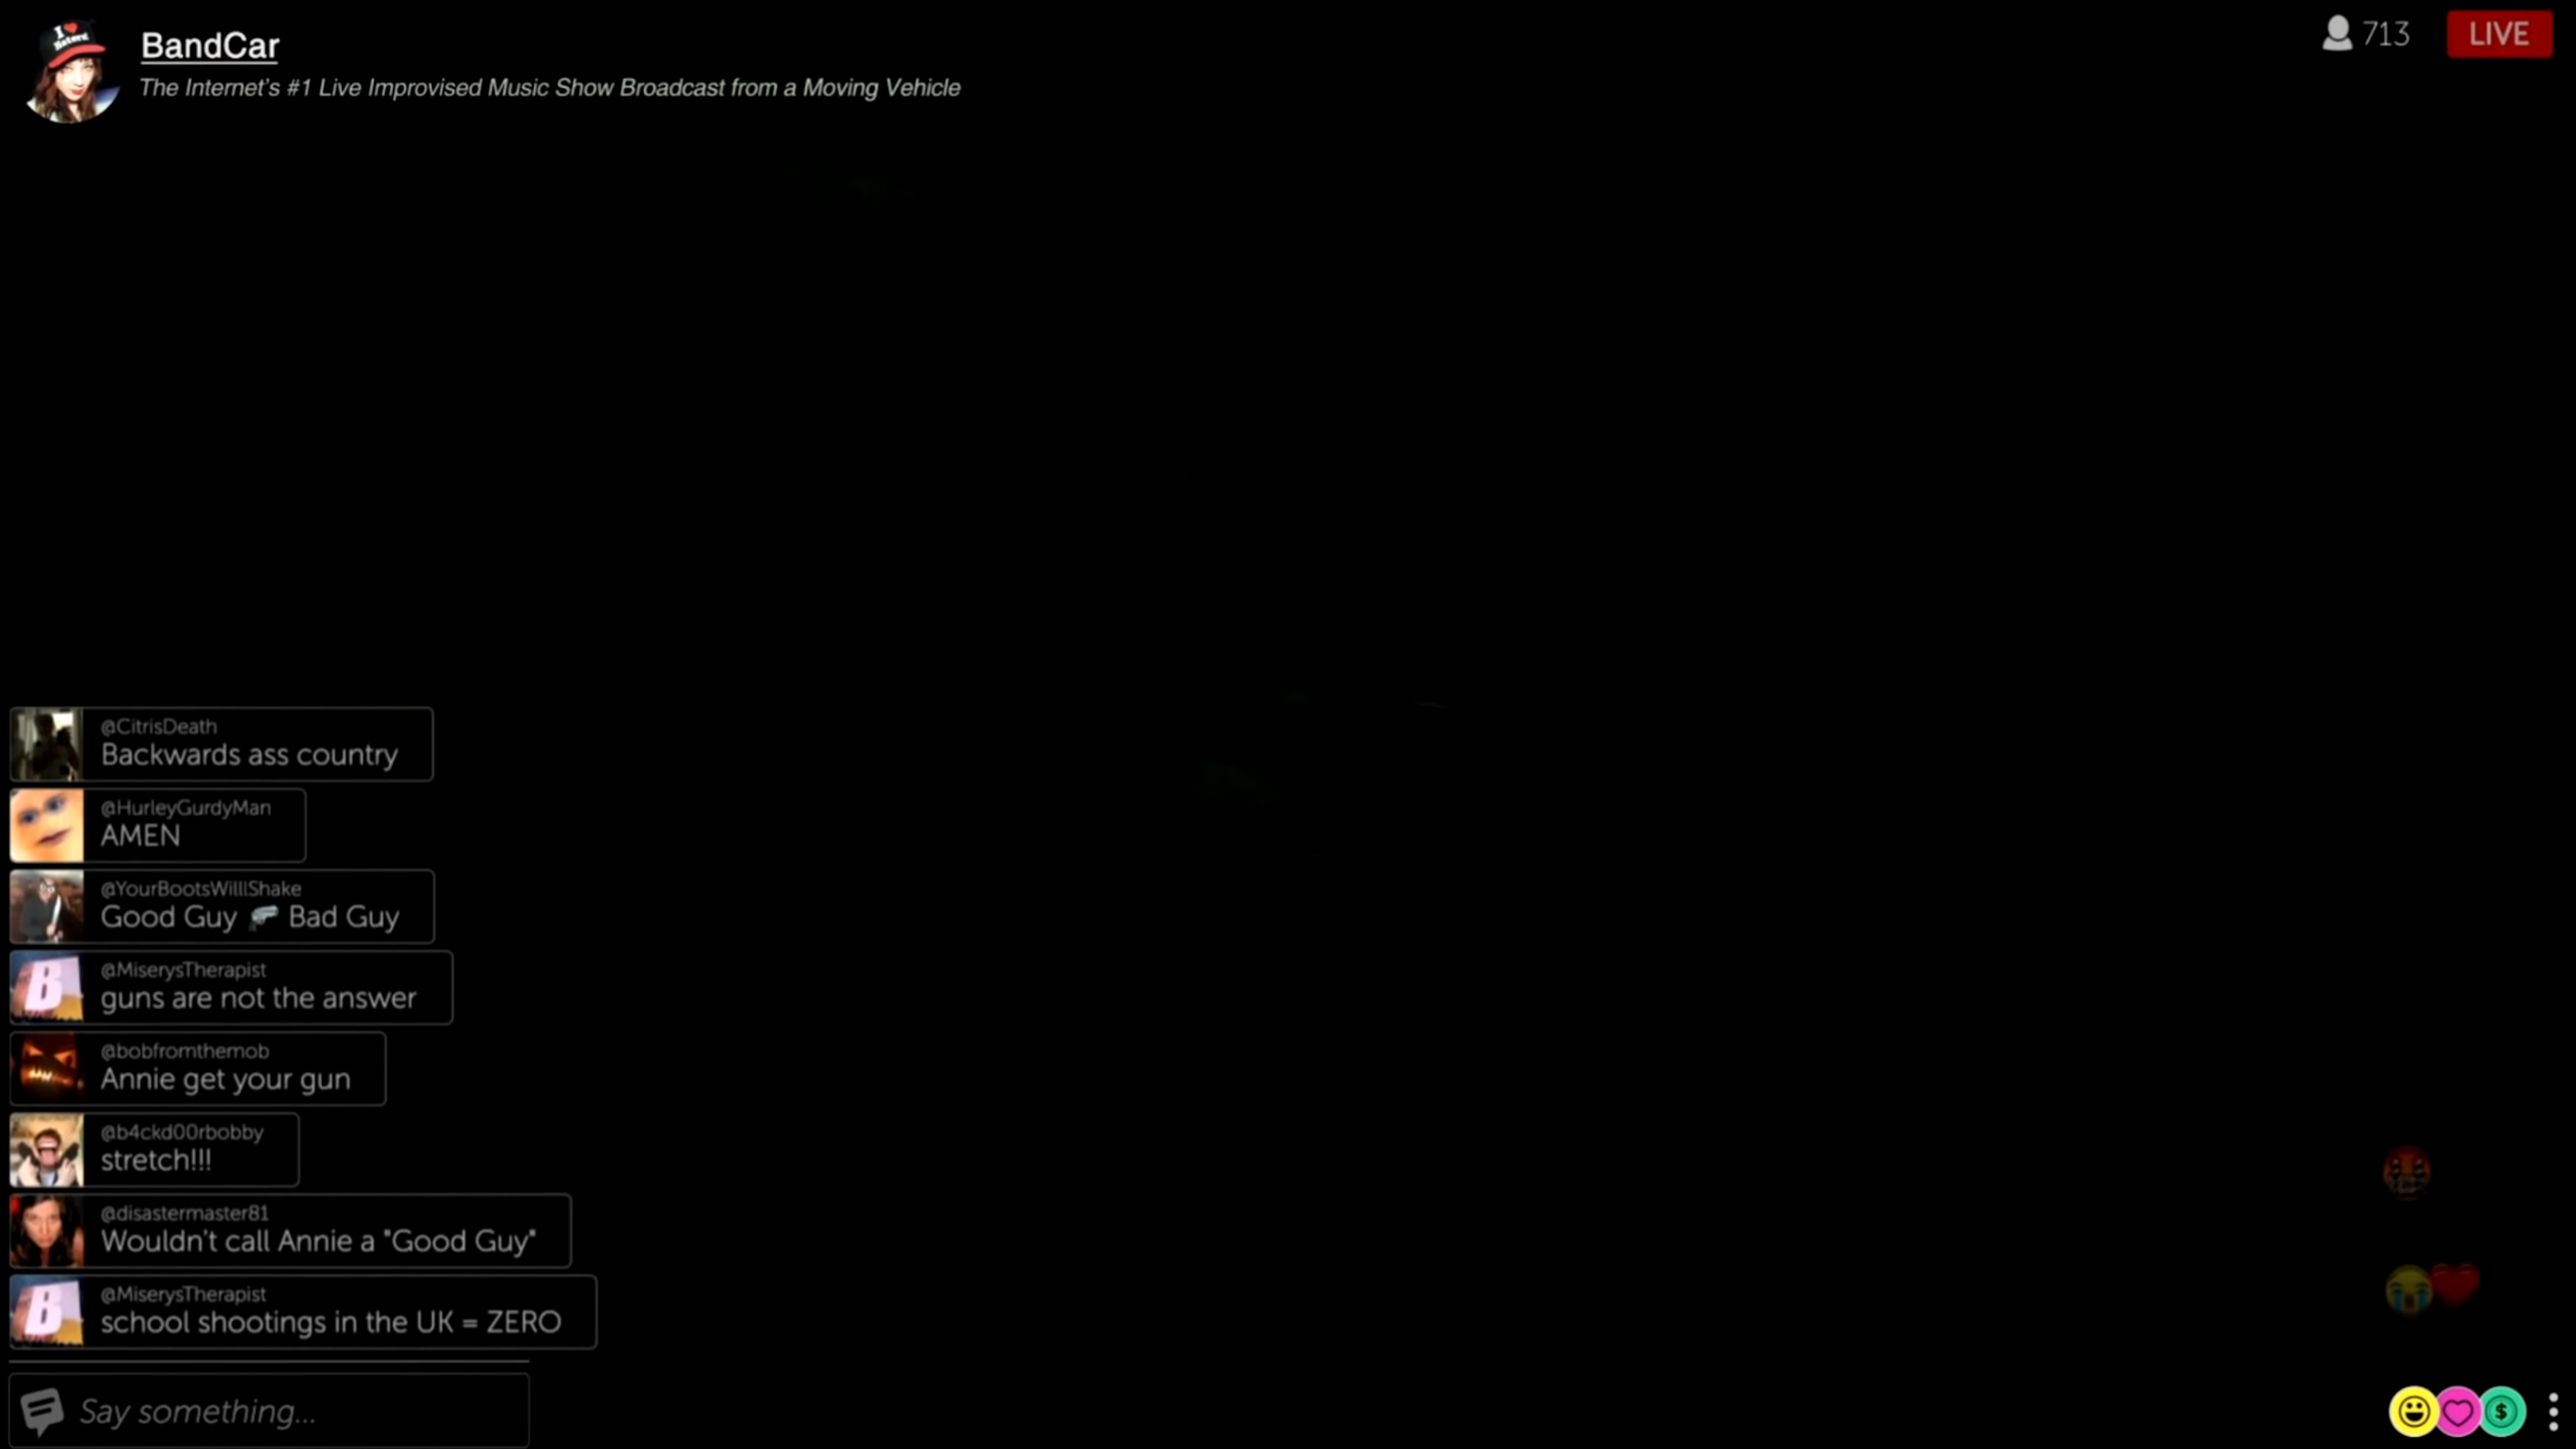 BandCar
The Internet's #1 Live Improvised Music Show Broadcast from a Moving Vehicle
713
LIVE
@CitrisDeath
Backwards ass country
@HurleyGurdyMan
AMEN
@YourBootsWilllShake
Good Guy 🔫 Bad Guy
@MiserysTherapist
guns are not the answer
@bobfromthemob
Annie get your gun
@b4ckd00rbobby
stretch!!!
@disastermaster81
Wouldn't call Annie a "Good Guy"
@MiserysTherapist
school shootings in the UK = ZERO
Say something...